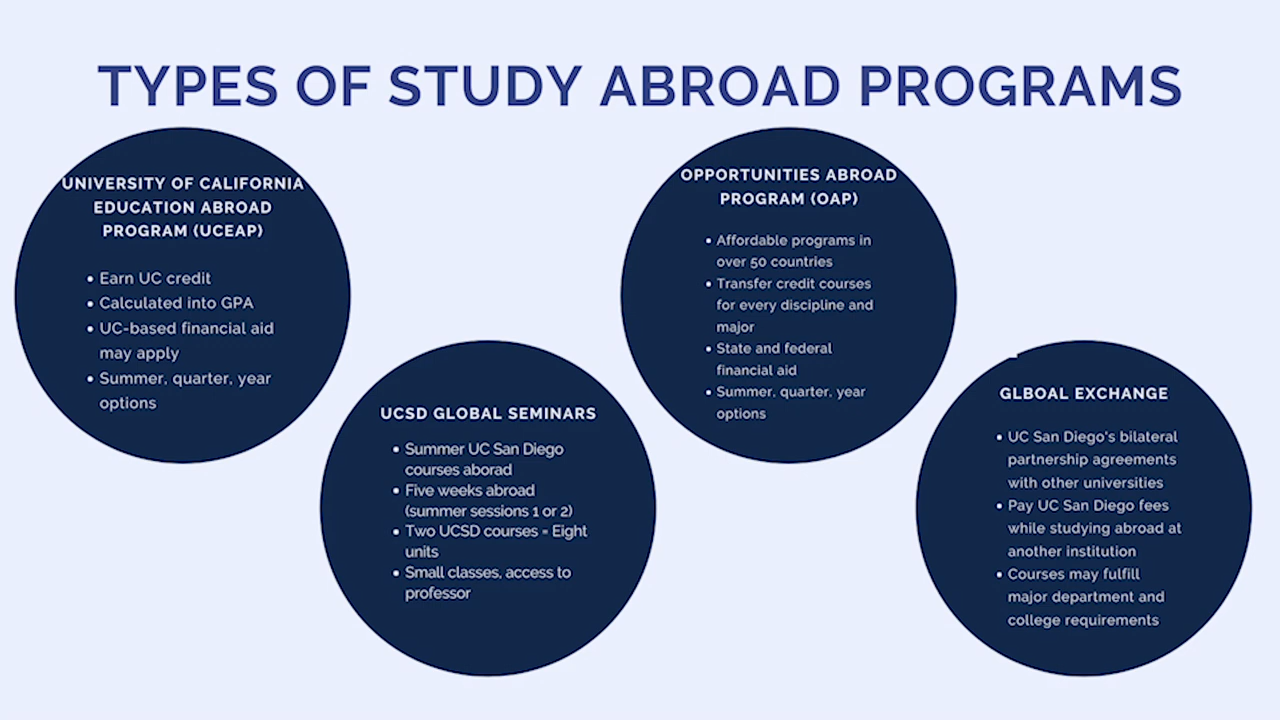 TYPES OF STUDY ABROAD PROGRAMS
UNIVERSITY OF CALIFORNIA
EDUCATION ABROAD
PROGRAM (UCEAP)
• Earn UC credit
• Calculated into GPA
• UC-based financial aid
may apply
• Summer, quarter, year
options
UCSD GLOBAL SEMINARS
• Summer UC San Diego
courses aborad
• Five weeks abroad
(summer sessions 1 or 2)
• Two UCSD courses = Eight
units
• Small classes, access to
professor
OPPORTUNITIES ABROAD
PROGRAM (OAP)
• Affordable programs in
over 50 countries
• Transfer credit courses
for every discipline and
major
• State and federal
financial aid
• Summer, quarter, year
options
GLBOAL EXCHANGE
• UC San Diego's bilateral
partnership agreements
with other universities
• Pay UC San Diego fees
while studying abroad at
another institution
• Courses may fulfill
major department and
college requirements